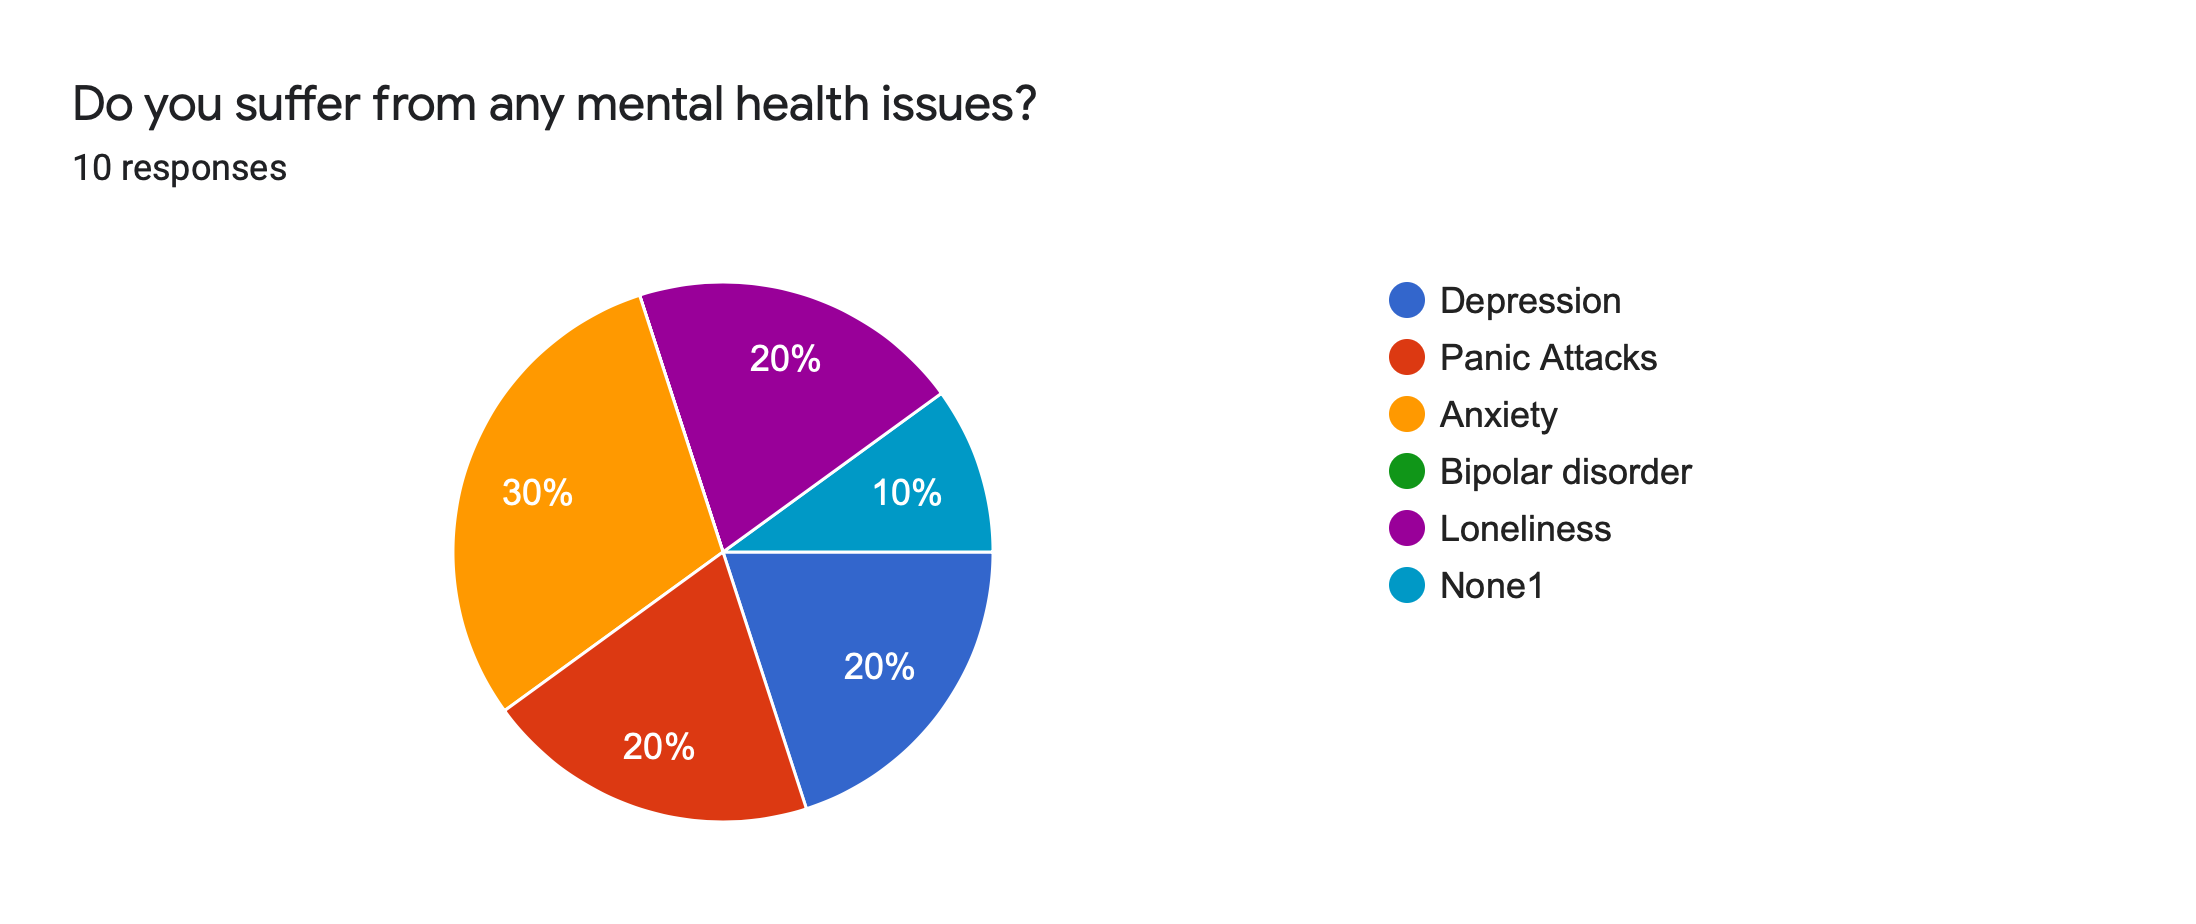 Do you suffer from any mental health issues?
10 responses
20%
10%
30%
20%
20%
Depression
Panic Attacks
Anxiety
Bipolar disorder
Loneliness
None1